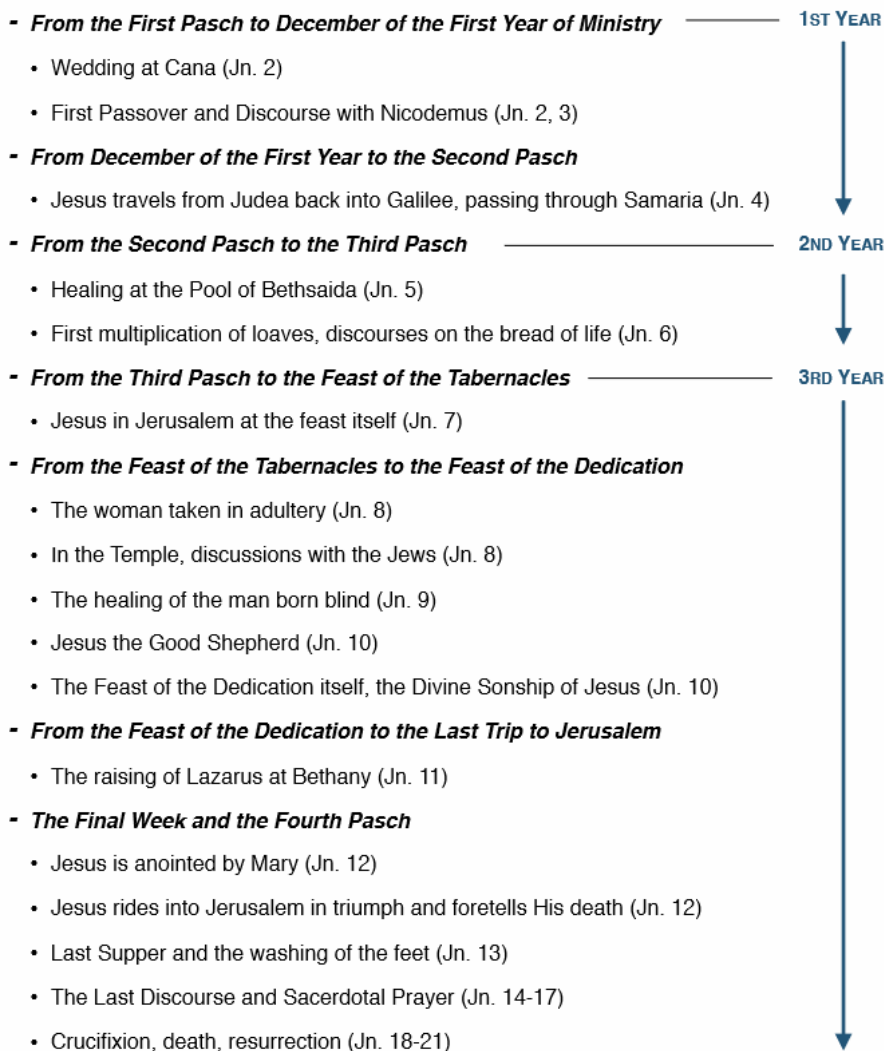 - From the First Pasch to December of the First Year of Ministry 1ST YEAR
• Wedding at Cana (Jn. 2)
• First Passover and Discourse with Nicodemus (Jn. 2, 3)
- From December of the First Year to the Second Pasch
• Jesus travels from Judea back into Galilee, passing through Samaria (Jn. 4)
- From the Second Pasch to the Third Pasch 2ND YEAR
• Healing at the Pool of Bethsaida (Jn. 5)
• First multiplication of loaves, discourses on the bread of life (Jn. 6)
- From the Third Pasch to the Feast of the Tabernacles 3RD YEAR
• Jesus in Jerusalem at the feast itself (Jn. 7)
- From the Feast of the Tabernacles to the Feast of the Dedication
• The woman taken in adultery (Jn. 8)
• In the Temple, discussions with the Jews (Jn. 8)
• The healing of the man born blind (Jn. 9)
• Jesus the Good Shepherd (Jn. 10)
• The Feast of the Dedication itself, the Divine Sonship of Jesus (Jn. 10)
- From the Feast of the Dedication to the Last Trip to Jerusalem
• The raising of Lazarus at Bethany (Jn. 11)
- The Final Week and the Fourth Pasch
• Jesus is anointed by Mary (Jn. 12)
• Jesus rides into Jerusalem in triumph and foretells His death (Jn. 12)
• Last Supper and the washing of the feet (Jn. 13)
• The Last Discourse and Sacerdotal Prayer (Jn. 14-17)
• Crucifixion, death, resurrection (Jn. 18-21)